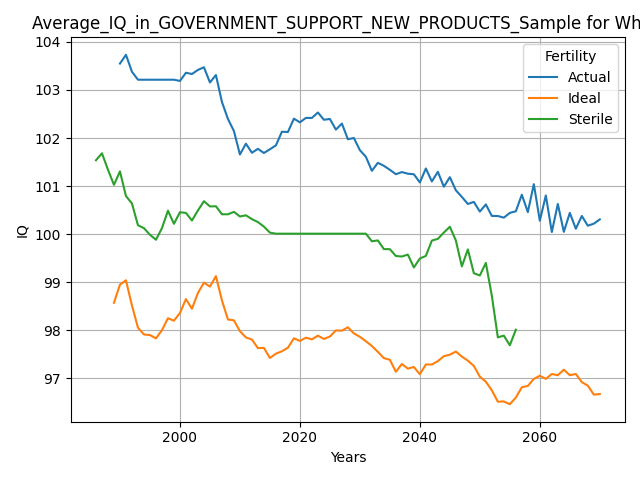 Average_IQ_in_GOVERNMENT_SUPPORT_NEW_PRODUCTS_Sample for Wh
104
103
102
101
100
99
98
97
IQ
Fertility
Actual
Ideal
Sterile
2000 2020 2040 2060
Years